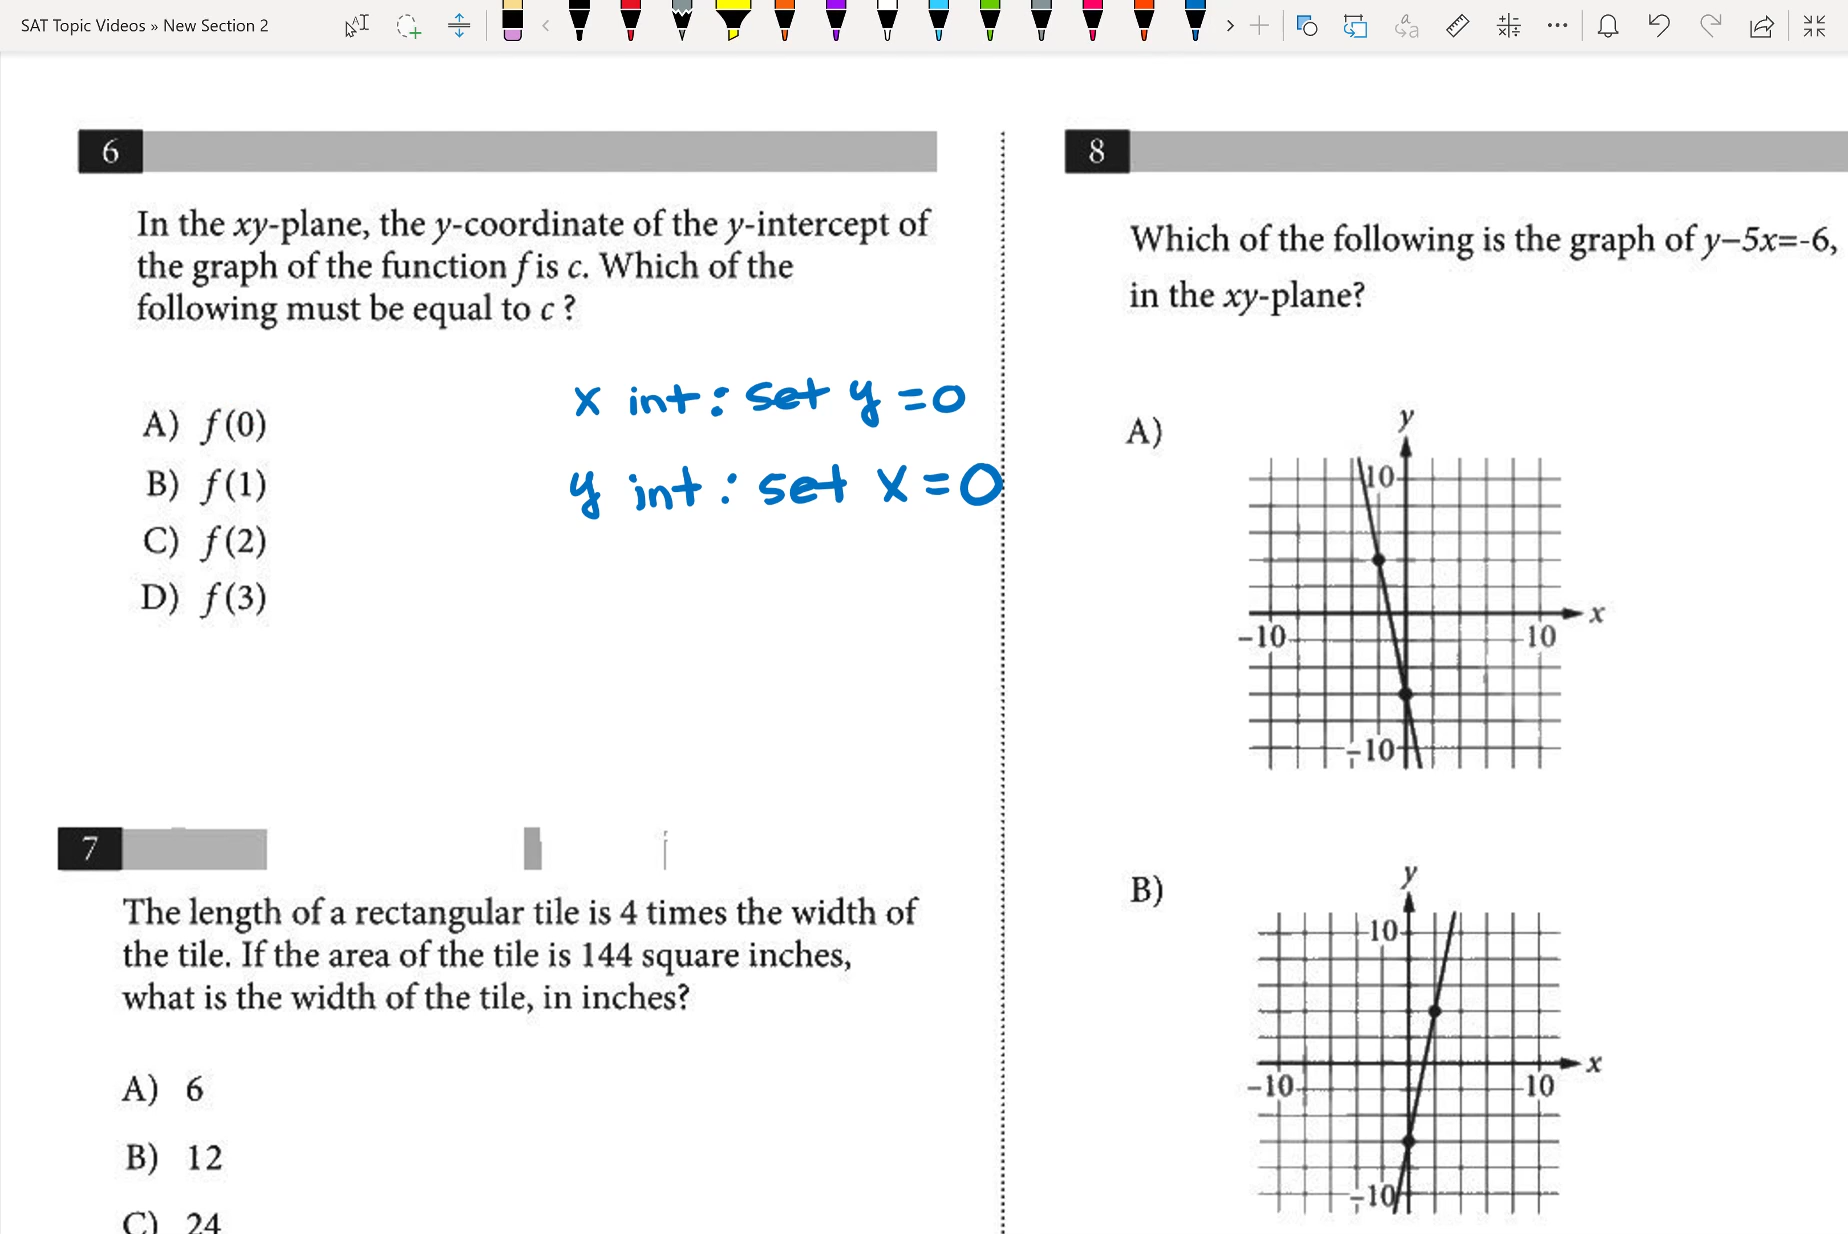 SAT Topic Videos » New Section 2
6
In the xy-plane, the y-coordinate of the y-intercept of
the graph of the function f is c. Which of the
following must be equal to c ?
A) f(0)
B) f(1)
C) f(2)
D) f(3)
x int : set y = 0
y int : set x = 0
7
The length of a rectangular tile is 4 times the width of
the tile. If the area of the tile is 144 square inches,
what is the width of the tile, in inches?
A) 6
B) 12
C) 24
8
Which of the following is the graph of y–5x=-6,
in the xy-plane?
A)
y
10
x
–10
10
–10
B)
y
10
x
–10
10
–10